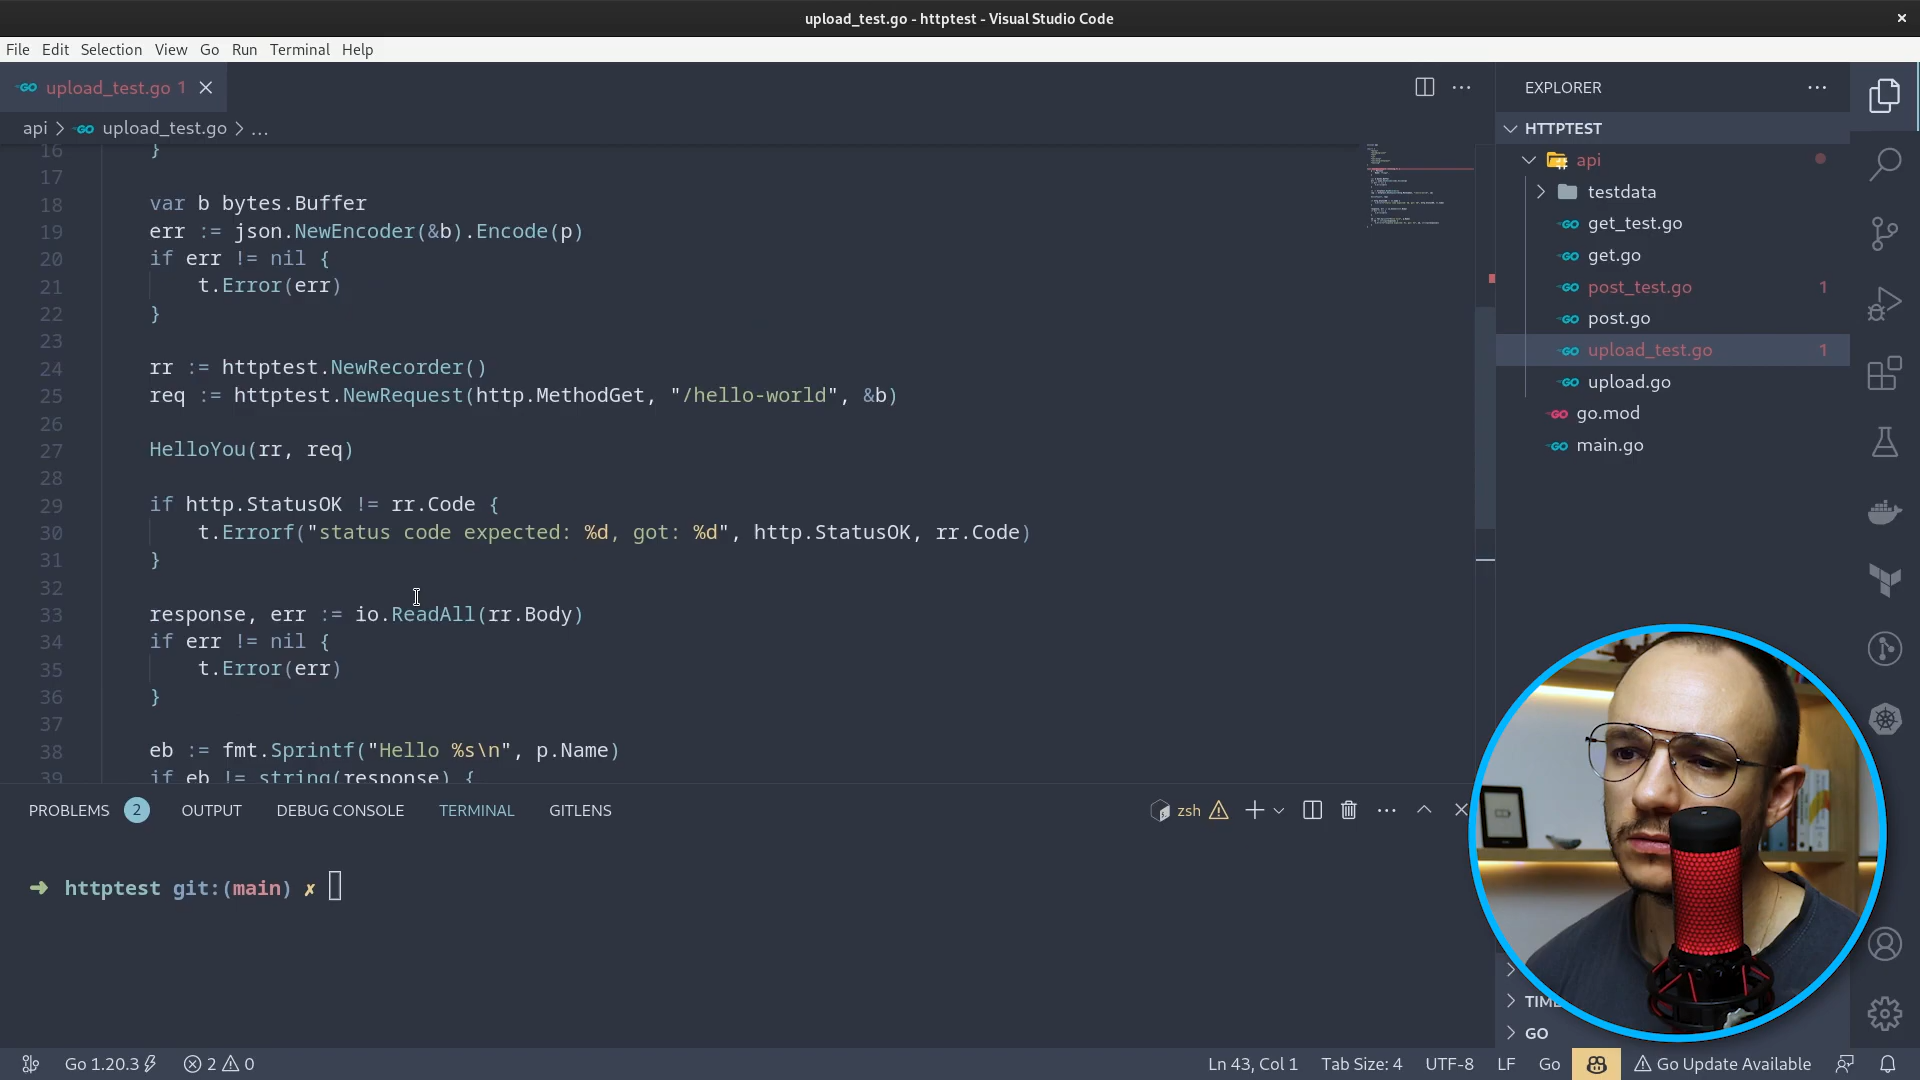 upload_test.go - httptest - Visual Studio Code
File Edit Selection View Go Run Terminal Help
upload_test.go 1
api > upload_test.go > ...
16 }
17
18 var b bytes.Buffer
19 err := json.NewEncoder(&b).Encode(p)
20 if err != nil {
21 t.Error(err)
22 }
23
24 rr := httptest.NewRecorder()
25 req := httptest.NewRequest(http.MethodGet, "/hello-world", &b)
26
27 HelloYou(rr, req)
28
29 if http.StatusOK != rr.Code {
30 t.Errorf("status code expected: %d, got: %d", http.StatusOK, rr.Code)
31 }
32
33 response, err := io.ReadAll(rr.Body)
34 if err != nil {
35 t.Error(err)
36 }
37
38 eb := fmt.Sprintf("Hello %s\n", p.Name)
39 if eb != string(response) {
EXPLORER
HTTPTEST
api
testdata
get_test.go
get.go
post_test.go 1
post.go
upload_test.go 1
upload.go
go.mod
main.go
GO
PROBLEMS 2 OUTPUT DEBUG CONSOLE TERMINAL GITLENS
zsh
➜ httptest git:(main) ✗
Go 1.20.3 2 0
Ln 43, Col 1 Tab Size: 4 UTF-8 LF Go Go Update Available